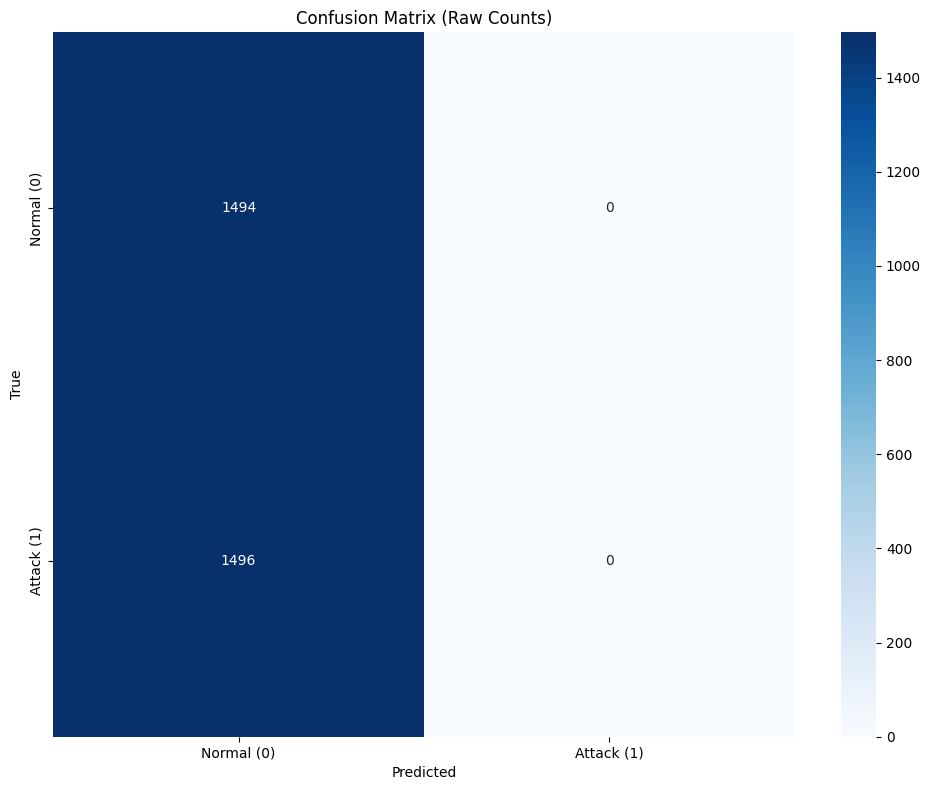 Confusion Matrix (Raw Counts)
Normal (0)
1494
0
True
Attack (1)
1496
0
Normal (0)
Attack (1)
Predicted
1400
1200
1000
800
600
400
200
0